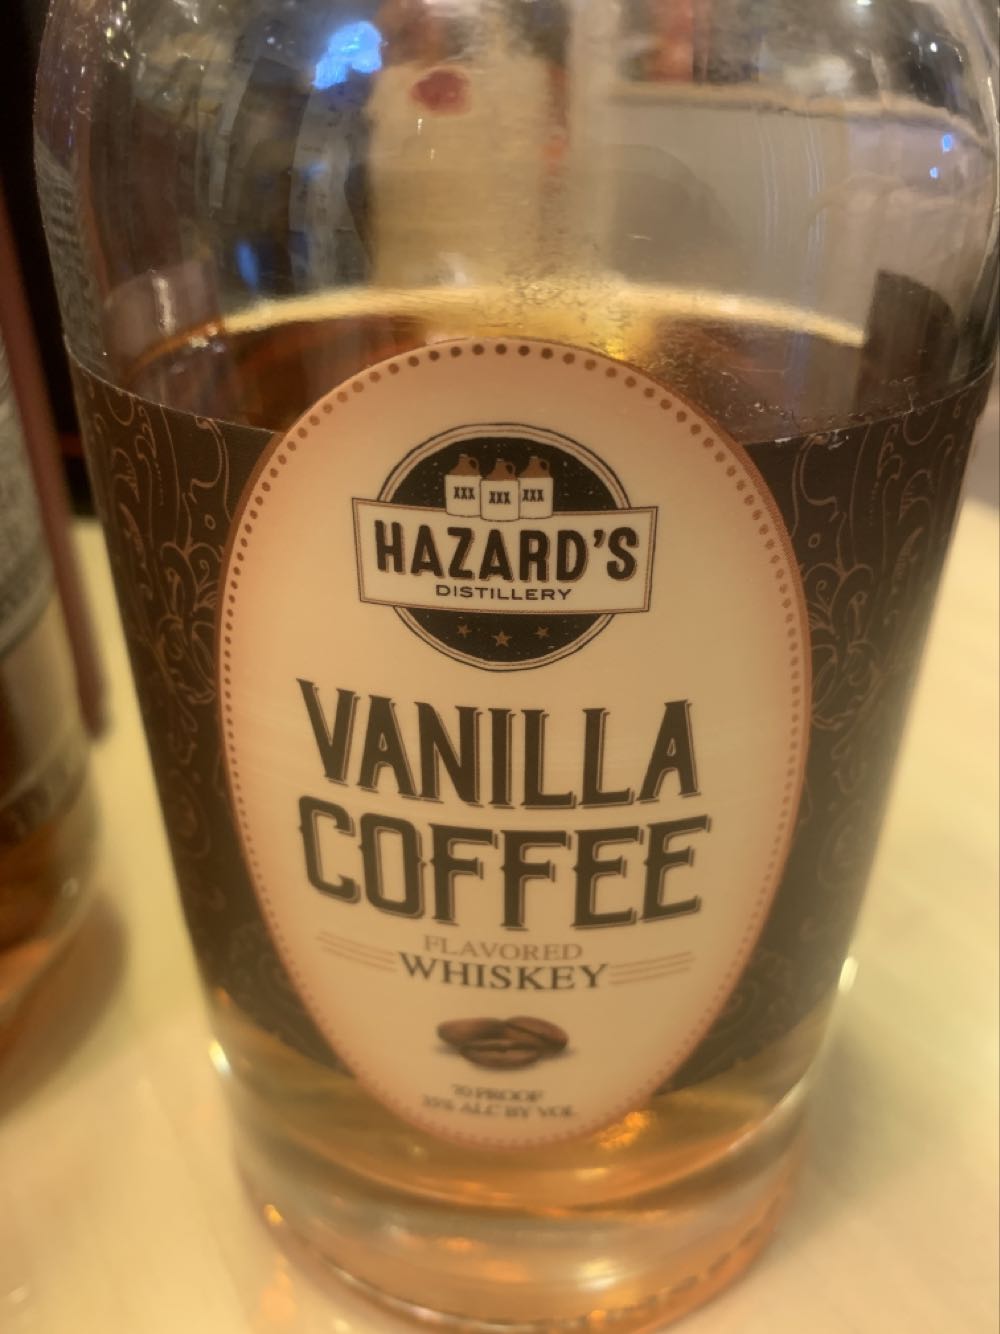 XXX XXX XXX
HAZARD'S
DISTILLERY
VANILLA
COFFEE
FLAVORED
WHISKEY
70 PROOF
35% ALC BY VOL